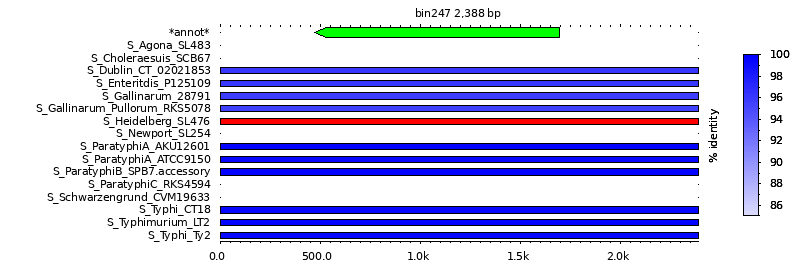 bin247 2,388 bp
*annot*
S_Agona_SL483
S_Choleraesuis_SCB67
S_Dublin_CT_02021853
S_Enteritdis_P125109
S_Gallinarum_28791
S_Gallinarum_Pullorum_RKS5078
S_Heidelberg_SL476
S_Newport_SL254
S_ParatyphiA_AKU12601
S_ParatyphiA_ATCC9150
S_ParatyphiB_SPB7.accessory
S_ParatyphiC_RKS4594
S_Schwarzengrund_CVM19633
S_Typhi_CT18
S_Typhimurium_LT2
S_Typhi_Ty2
0.0 500.0 1.0k 1.5k 2.0k
% identity
100
98
96
94
92
90
88
86